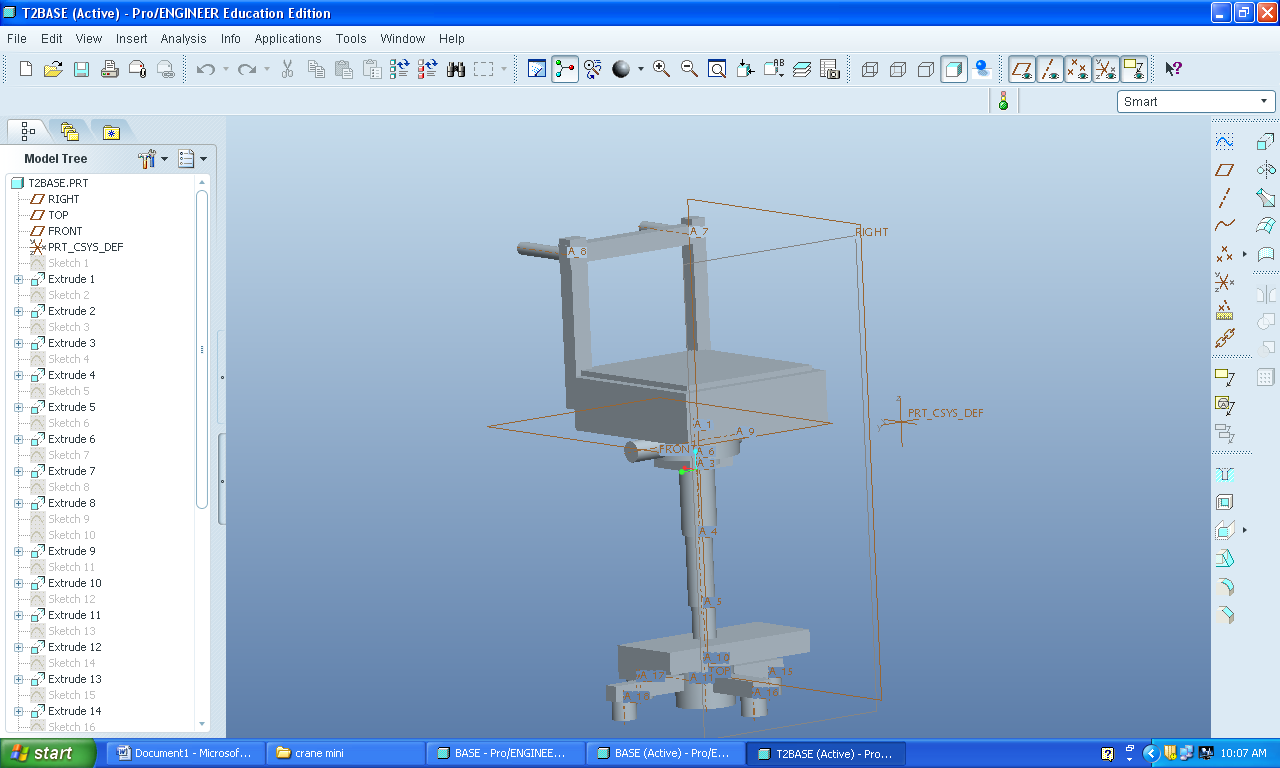 T2BASE (Active) - Pro/ENGINEER Education Edition
File Edit View Insert Analysis Info Applications Tools Window Help
Smart
Model Tree
T2BASE.PRT
RIGHT
TOP
FRONT
PRT_CSYS_DEF
Sketch 1
Extrude 1
Sketch 2
Extrude 2
Sketch 3
Extrude 3
Sketch 4
Extrude 4
Sketch 5
Extrude 5
Sketch 6
Extrude 6
Sketch 7
Extrude 7
Sketch 8
Extrude 8
Sketch 9
Sketch 10
Extrude 9
Sketch 11
Extrude 10
Sketch 12
Extrude 11
Sketch 13
Extrude 12
Sketch 14
Extrude 13
Sketch 15
Extrude 14
Sketch 16
A_7
RIGHT
A_8
PRT_CSYS_DEF
A_1
A_9
FRONT
A_6
A_3
A_4
A_5
TOP
A_15
A_17
A_11
start
Document1 - Microsof...
crane mini
BASE - Pro/ENGINEE...
BASE (Active) - Pro/E...
T2BASE (Active) - Pro...
10:07 AM